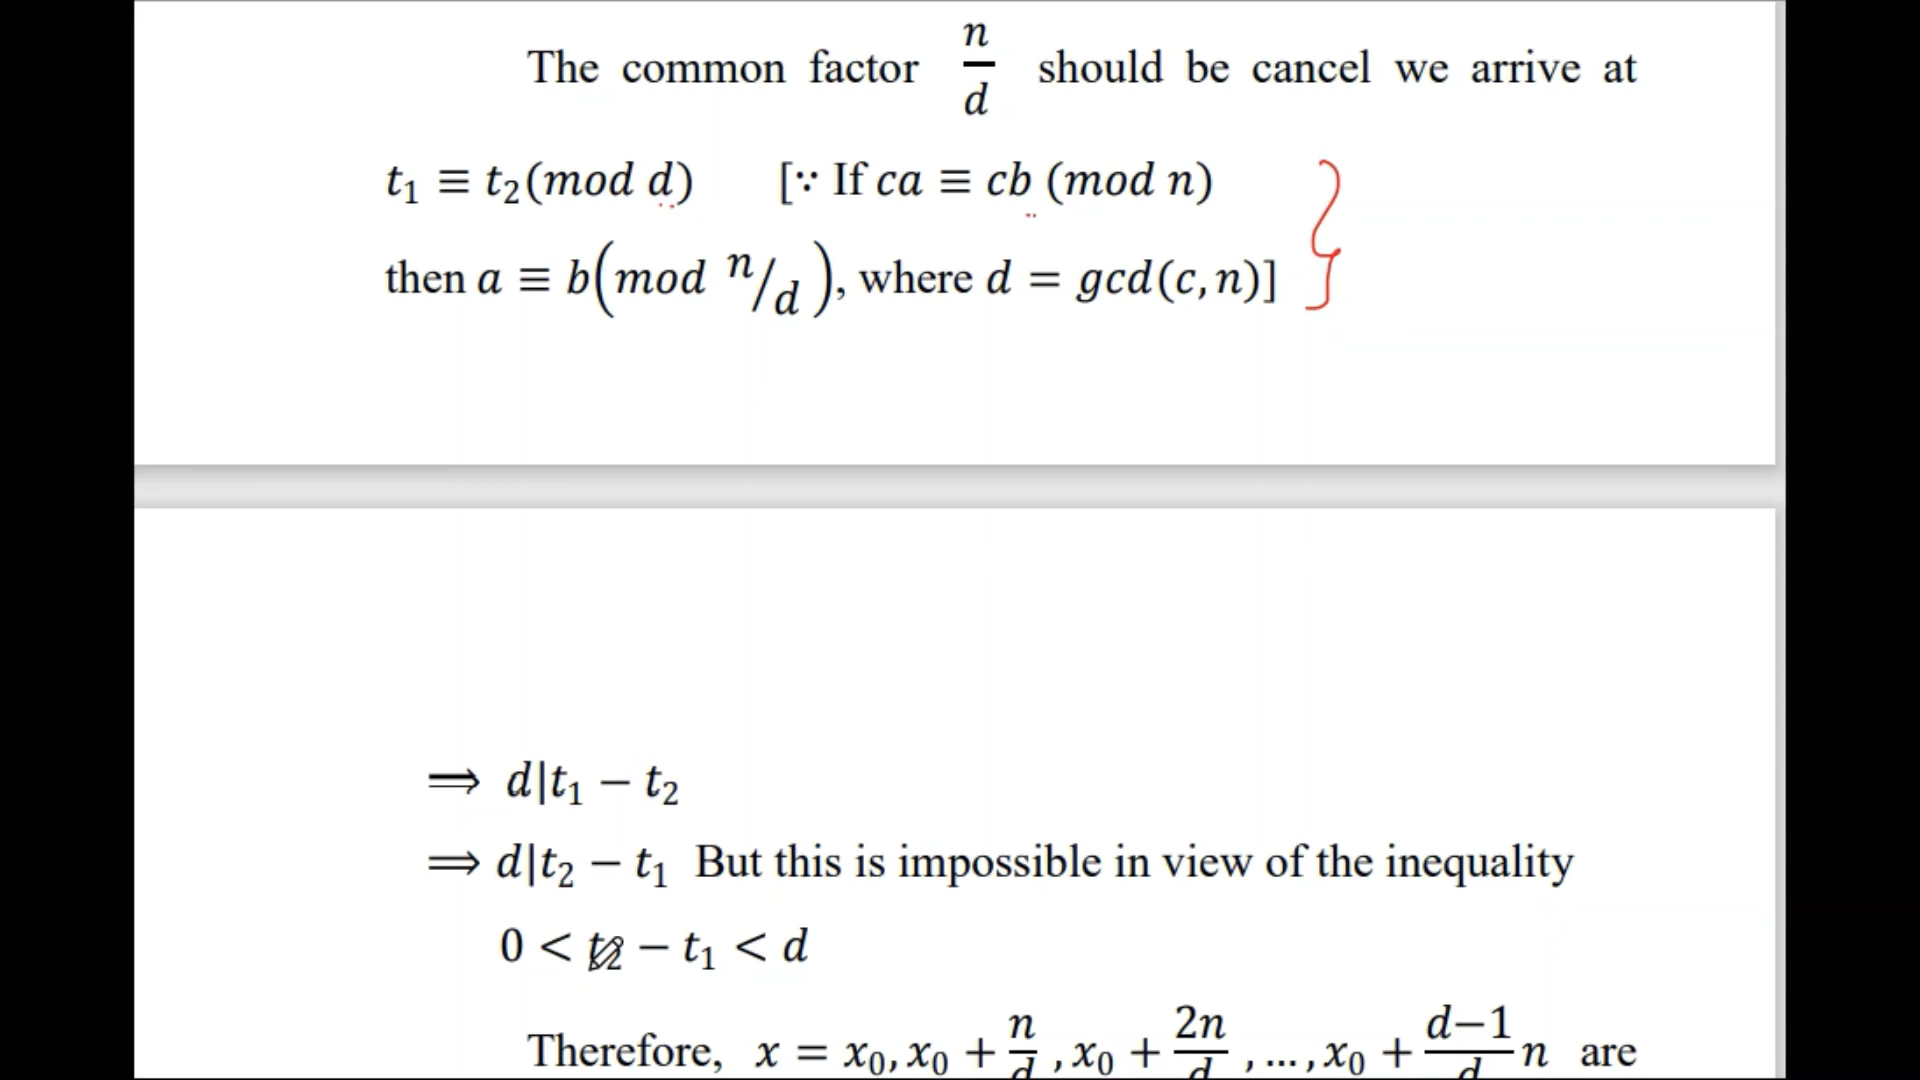 The common factor n/d should be cancel we arrive at
t₁ ≡ t₂(mod d) [∵ If ca ≡ cb (mod n)
then a ≡ b(mod n/d), where d = gcd(c, n)]
⟹ d|t₁ − t₂
⟹ d|t₂ − t₁ But this is impossible in view of the inequality
0 < t₂ − t₁ < d
Therefore, x = x₀, x₀ + n/d, x₀ + 2n/d, ..., x₀ + d−1/d n are